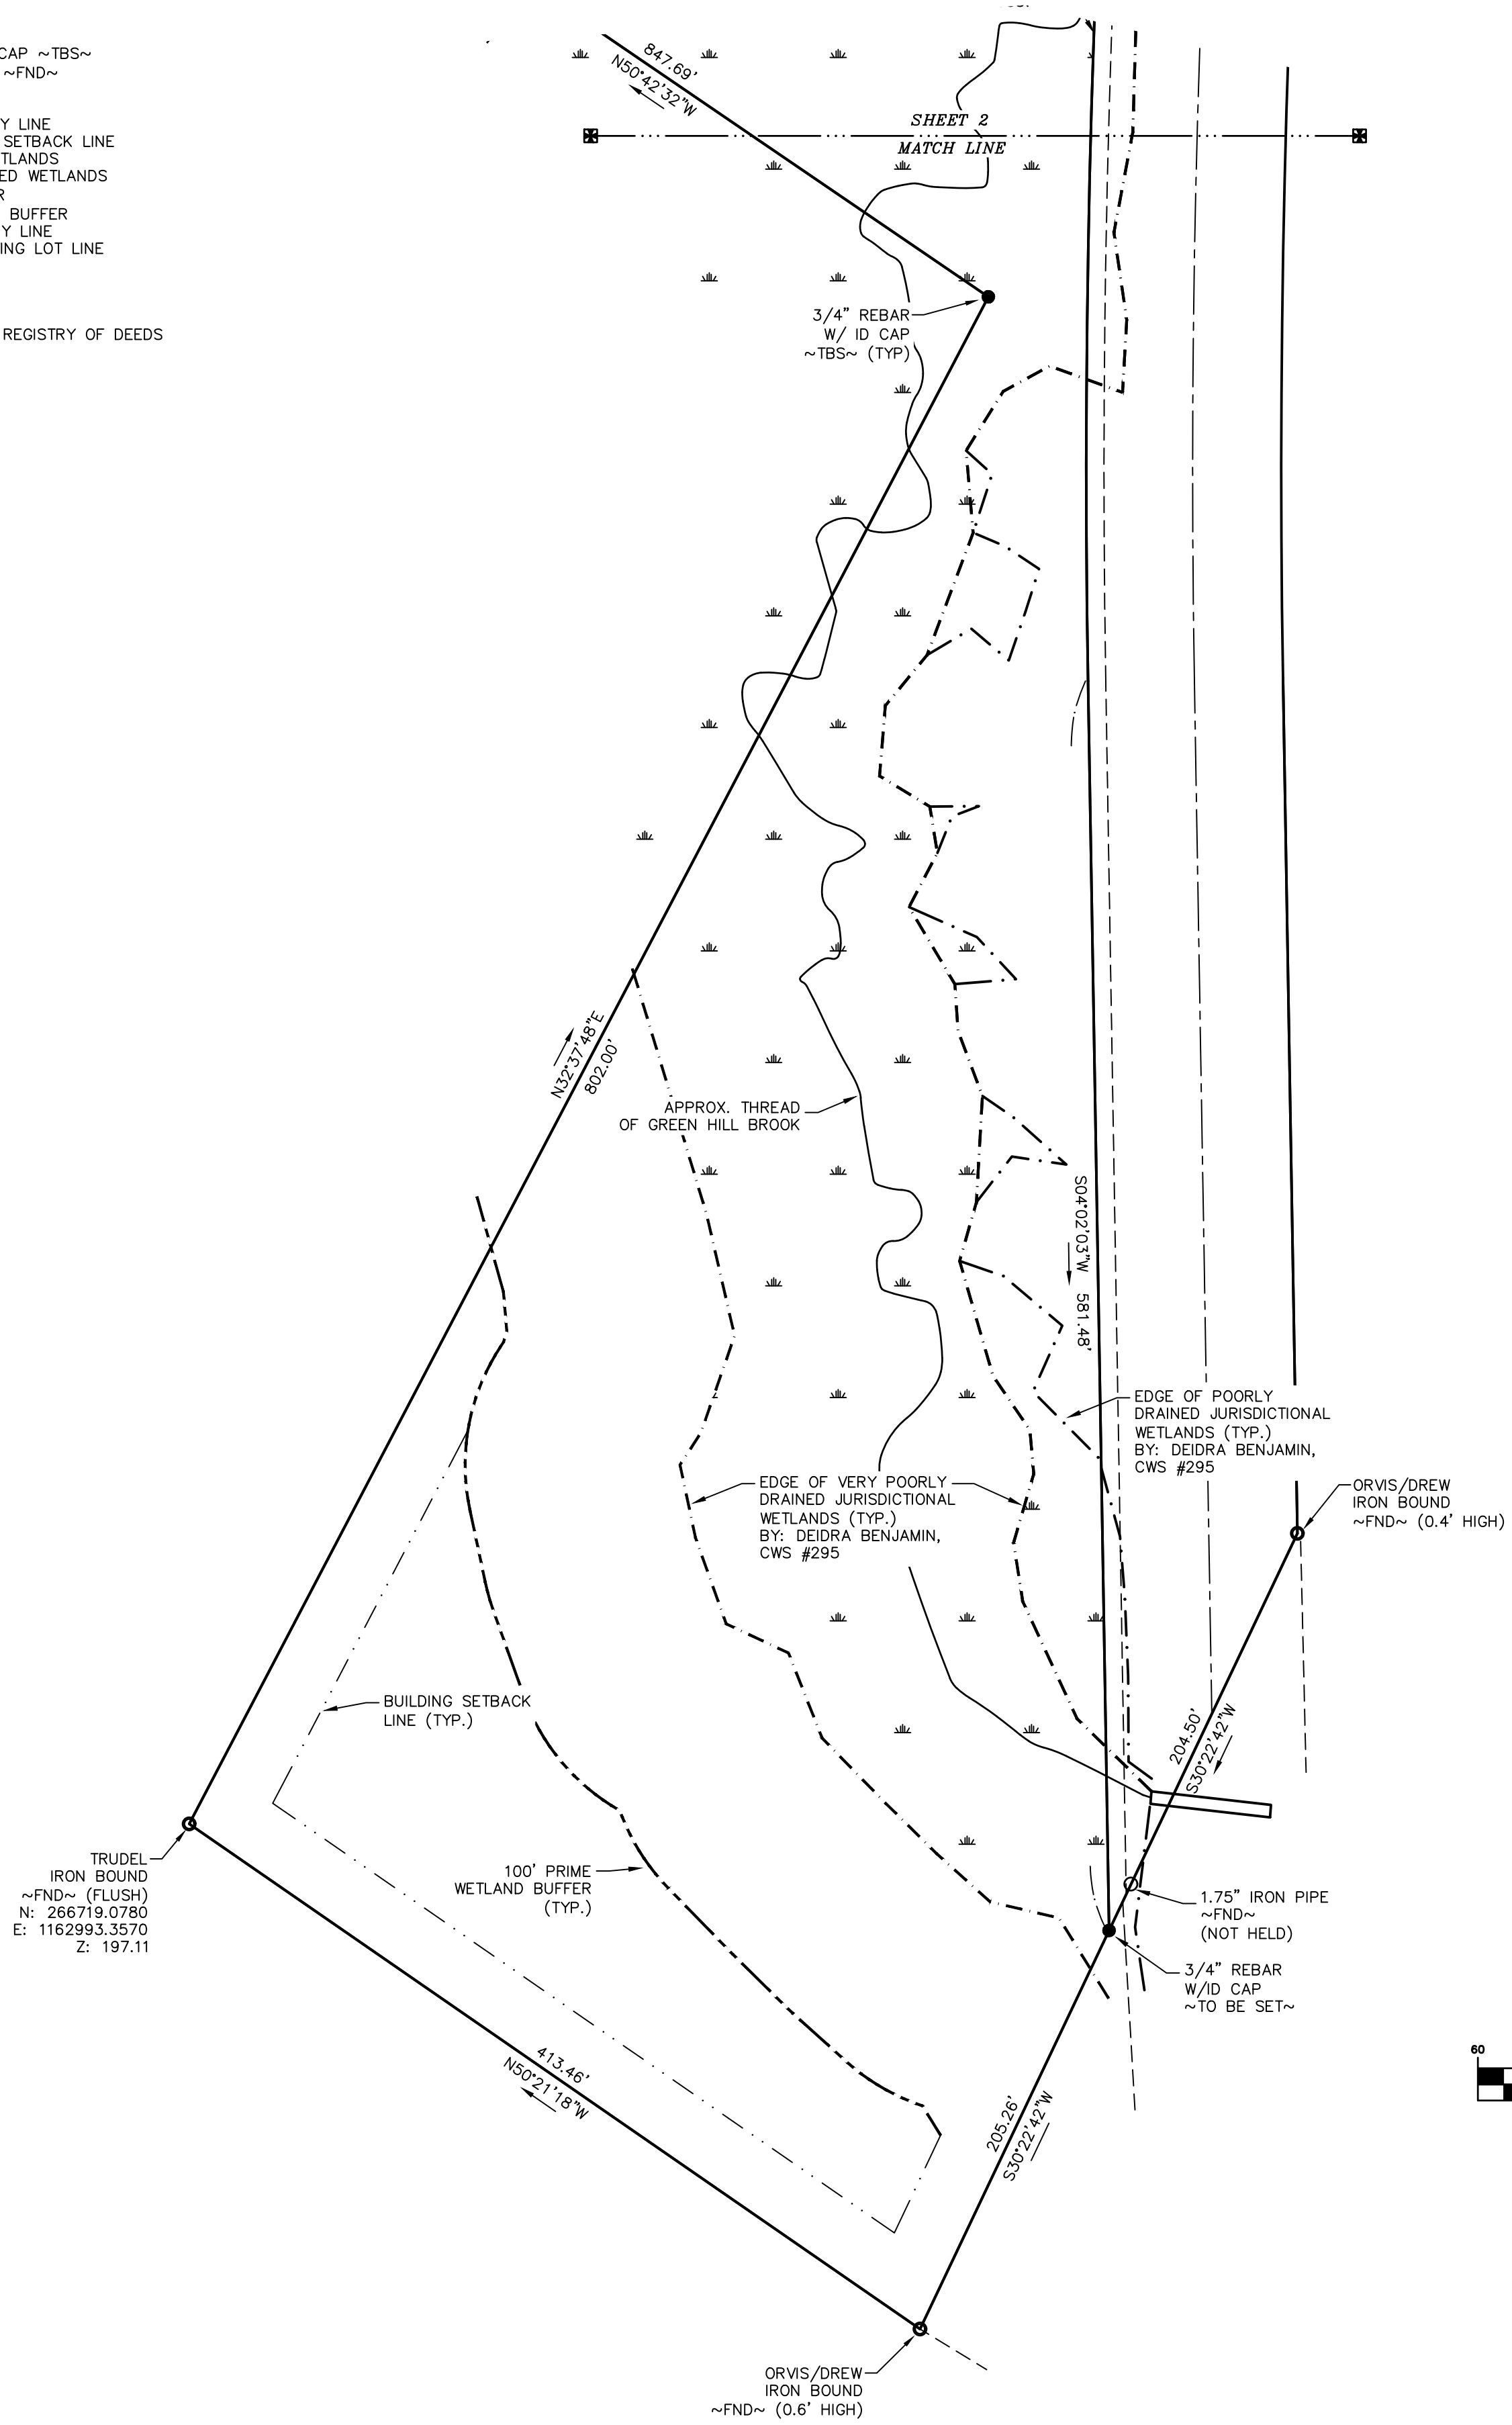 CAP ~TBS~
~FND~
Y LINE
SETBACK LINE
TLANDS
ED WETLANDS
R
BUFFER
Y LINE
ING LOT LINE
REGISTRY OF DEEDS
847.69'
N50°42'32"W
SHEET 2
MATCH LINE
3/4" REBAR
W/ ID CAP
~TBS~ (TYP)
N32°37'48"E
802.00'
APPROX. THREAD
OF GREEN HILL BROOK
S04°02'03"W 581.48'
EDGE OF POORLY
DRAINED JURISDICTIONAL
WETLANDS (TYP.)
BY: DEIDRA BENJAMIN,
CWS #295
EDGE OF VERY POORLY
DRAINED JURISDICTIONAL
WETLANDS (TYP.)
BY: DEIDRA BENJAMIN,
CWS #295
ORVIS/DREW
IRON BOUND
~FND~ (0.4' HIGH)
BUILDING SETBACK
LINE (TYP.)
204.50'
S30°22'42"W
TRUDEL
IRON BOUND
~FND~ (FLUSH)
N: 266719.0780
E: 1162993.3570
Z: 197.11
100' PRIME
WETLAND BUFFER
(TYP.)
1.75" IRON PIPE
~FND~
(NOT HELD)
3/4" REBAR
W/ID CAP
~TO BE SET~
60
413.46'
N50°21'18"W
205.26'
S30°22'42"W
ORVIS/DREW
IRON BOUND
~FND~ (0.6' HIGH)